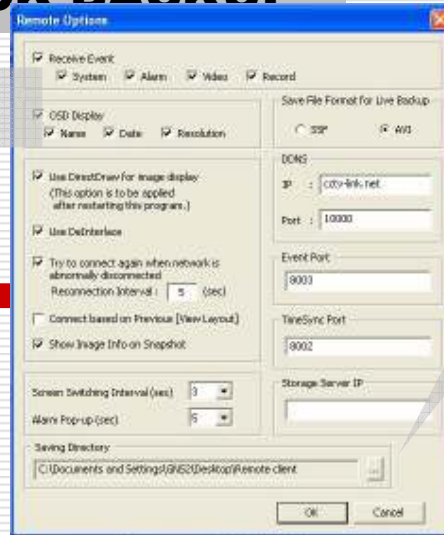 Remote Options
Receive Event
System Alarm Video Record
OSD Display
Name Date Resolution
Save File Format for Live Backup
SSF AVI
Use DirectDraw for image display
(This option is to be applied
after restarting this program.)
Use DeInterlace
Try to connect again when network is
abnormally disconnected
Reconnection Interval : 5 (sec)
Connect based on Previous [View Layout]
Show Image Info on Snapshot
DDNS
IP : cctv-link.net
Port : 10000
Event Port
8003
TimeSync Port
8002
Screen Switching Interval (sec) 3
Alarm Pop-up (sec) 5
Storage Server IP
Saving Directory
C:\Documents and Settings\GNS2\Desktop\Remote client
...
OK Cancel